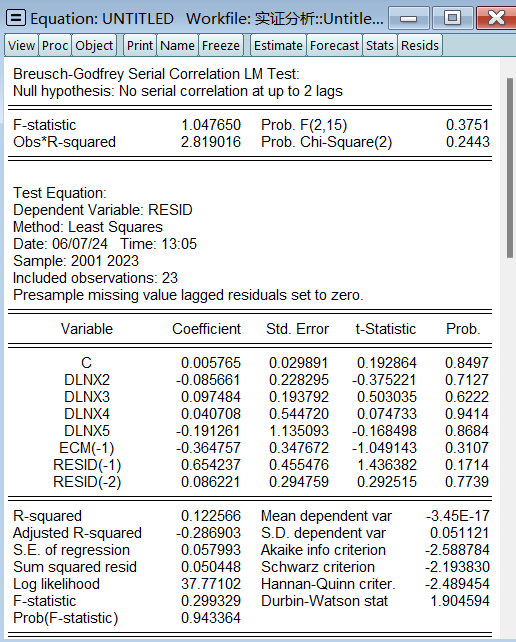 Equation: UNTITLED Workfile: 实证分析::Untitle...
View Proc Object Print Name Freeze Estimate Forecast Stats Resids
Breusch-Godfrey Serial Correlation LM Test:
Null hypothesis: No serial correlation at up to 2 lags
F-statistic 1.047650 Prob. F(2,15) 0.3751
Obs*R-squared 2.819016 Prob. Chi-Square(2) 0.2443
Test Equation:
Dependent Variable: RESID
Method: Least Squares
Date: 06/07/24 Time: 13:05
Sample: 2001 2023
Included observations: 23
Presample missing value lagged residuals set to zero.
Variable Coefficient Std. Error t-Statistic Prob.
C 0.005765 0.029891 0.192864 0.8497
DLNX2 -0.085661 0.228295 -0.375221 0.7127
DLNX3 0.097484 0.193792 0.503035 0.6222
DLNX4 0.040708 0.544720 0.074733 0.9414
DLNX5 -0.191261 1.135093 -0.168498 0.8684
ECM(-1) -0.364757 0.347672 -1.049143 0.3107
RESID(-1) 0.654237 0.455476 1.436382 0.1714
RESID(-2) 0.086221 0.294759 0.292515 0.7739
R-squared 0.122566 Mean dependent var -3.45E-17
Adjusted R-squared -0.286903 S.D. dependent var 0.051121
S.E. of regression 0.057993 Akaike info criterion -2.588784
Sum squared resid 0.050448 Schwarz criterion -2.193830
Log likelihood 37.77102 Hannan-Quinn criter. -2.489454
F-statistic 0.299329 Durbin-Watson stat 1.904594
Prob(F-statistic) 0.943364